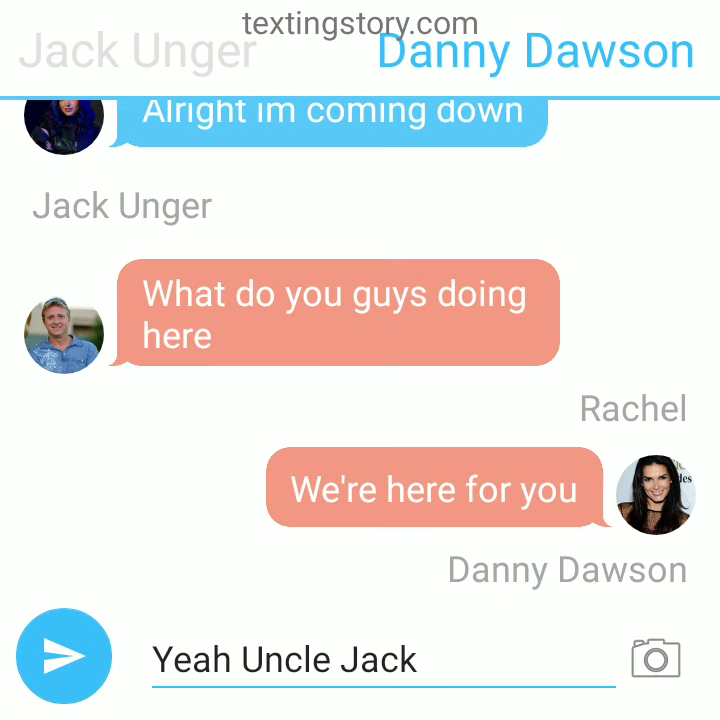 textingstory.com
Jack Unger
Danny Dawson
Alright im coming down
Jack Unger
What do you guys doing
here
Rachel
We're here for you
Danny Dawson
Yeah Uncle Jack